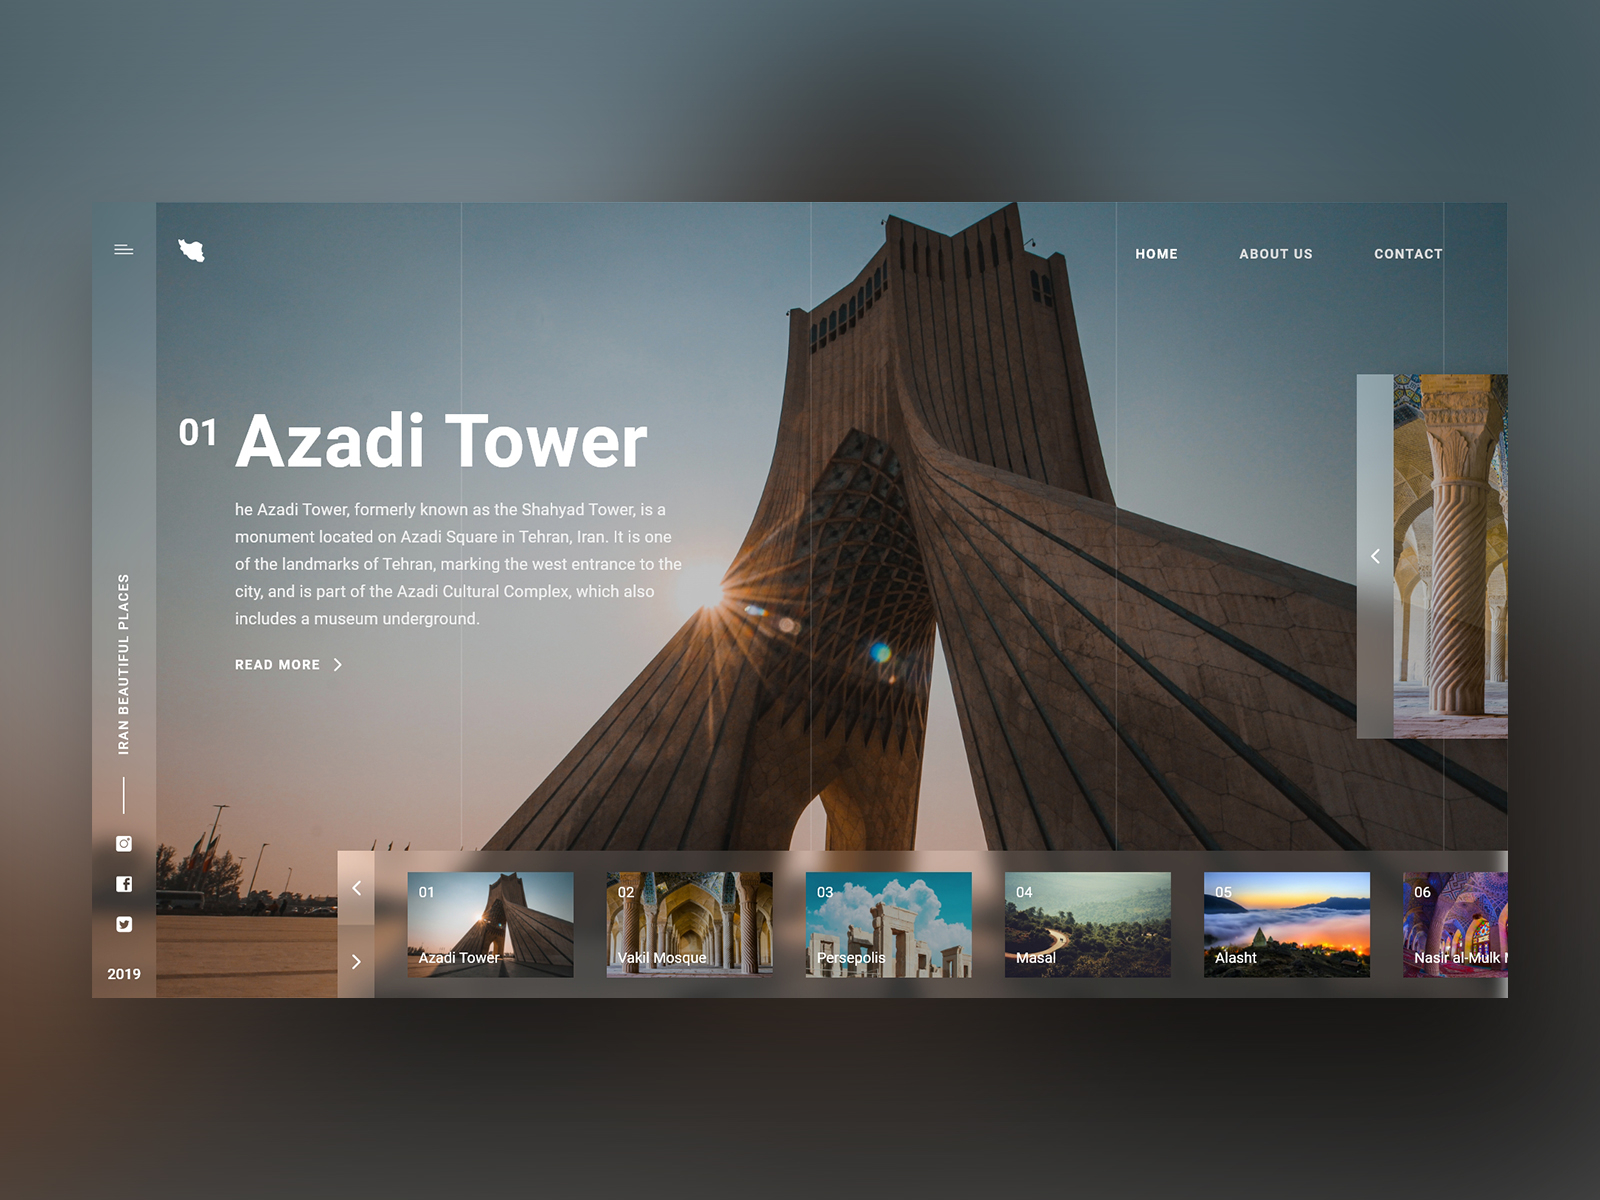 HOME
ABOUT US
CONTACT
01
Azadi Tower
he Azadi Tower, formerly known as the Shahyad Tower, is a
monument located on Azadi Square in Tehran, Iran. It is one
of the landmarks of Tehran, marking the west entrance to the
city, and is part of the Azadi Cultural Complex, which also
includes a museum underground.
READ MORE
IRAN BEAUTIFUL PLACES
2019
01
Azadi Tower
02
Vakil Mosque
03
Persepolis
04
Masal
05
Alasht
06
Nasir al-Mulk